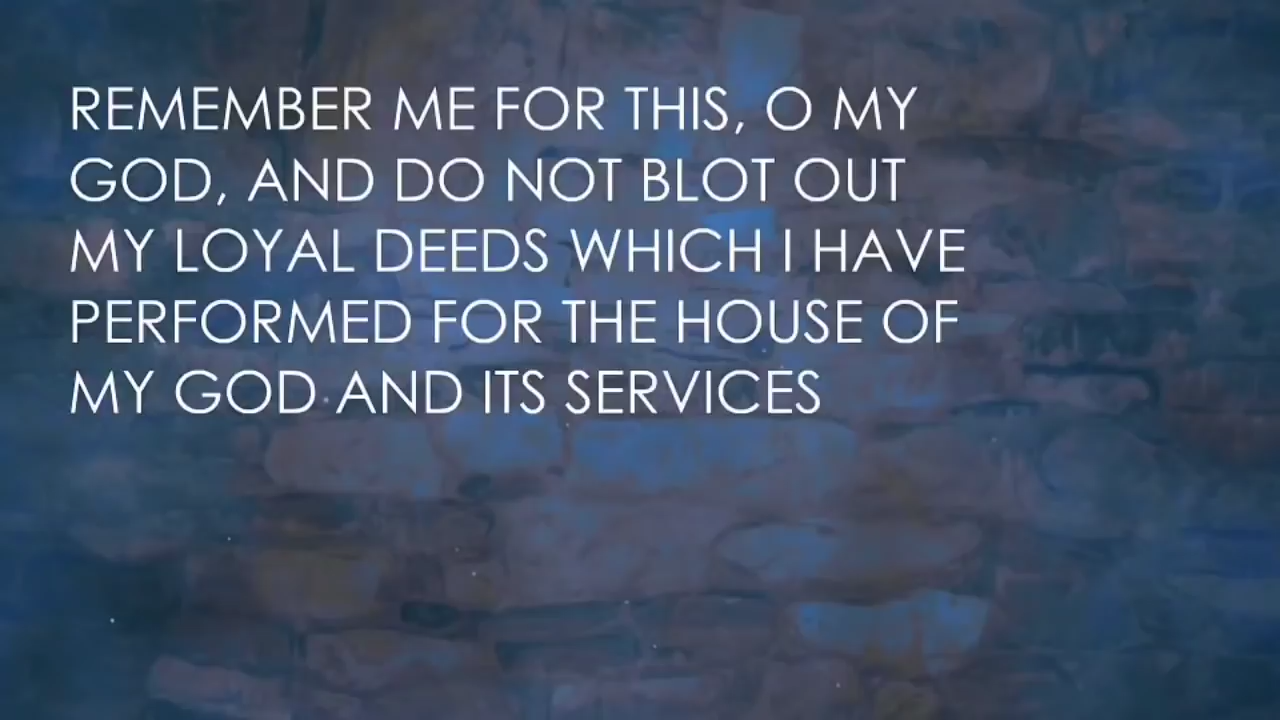 REMEMBER ME FOR THIS, O MY
GOD, AND DO NOT BLOT OUT
MY LOYAL DEEDS WHICH I HAVE
PERFORMED FOR THE HOUSE OF
MY GOD AND ITS SERVICES